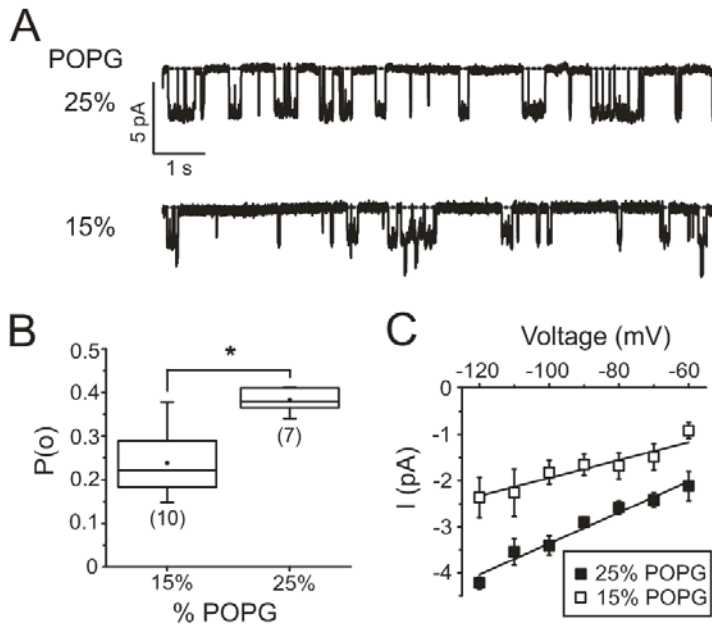 A
POPG
25%
5 pA
1 s
15%
B
P(o)
0.5
0.4
0.3
0.2
0.1
0
*
(7)
(10)
15%
25%
% POPG
C
Voltage (mV)
-120
-100
-80
-60
0
-1
-2
-3
-4
I (pA)
25% POPG
15% POPG